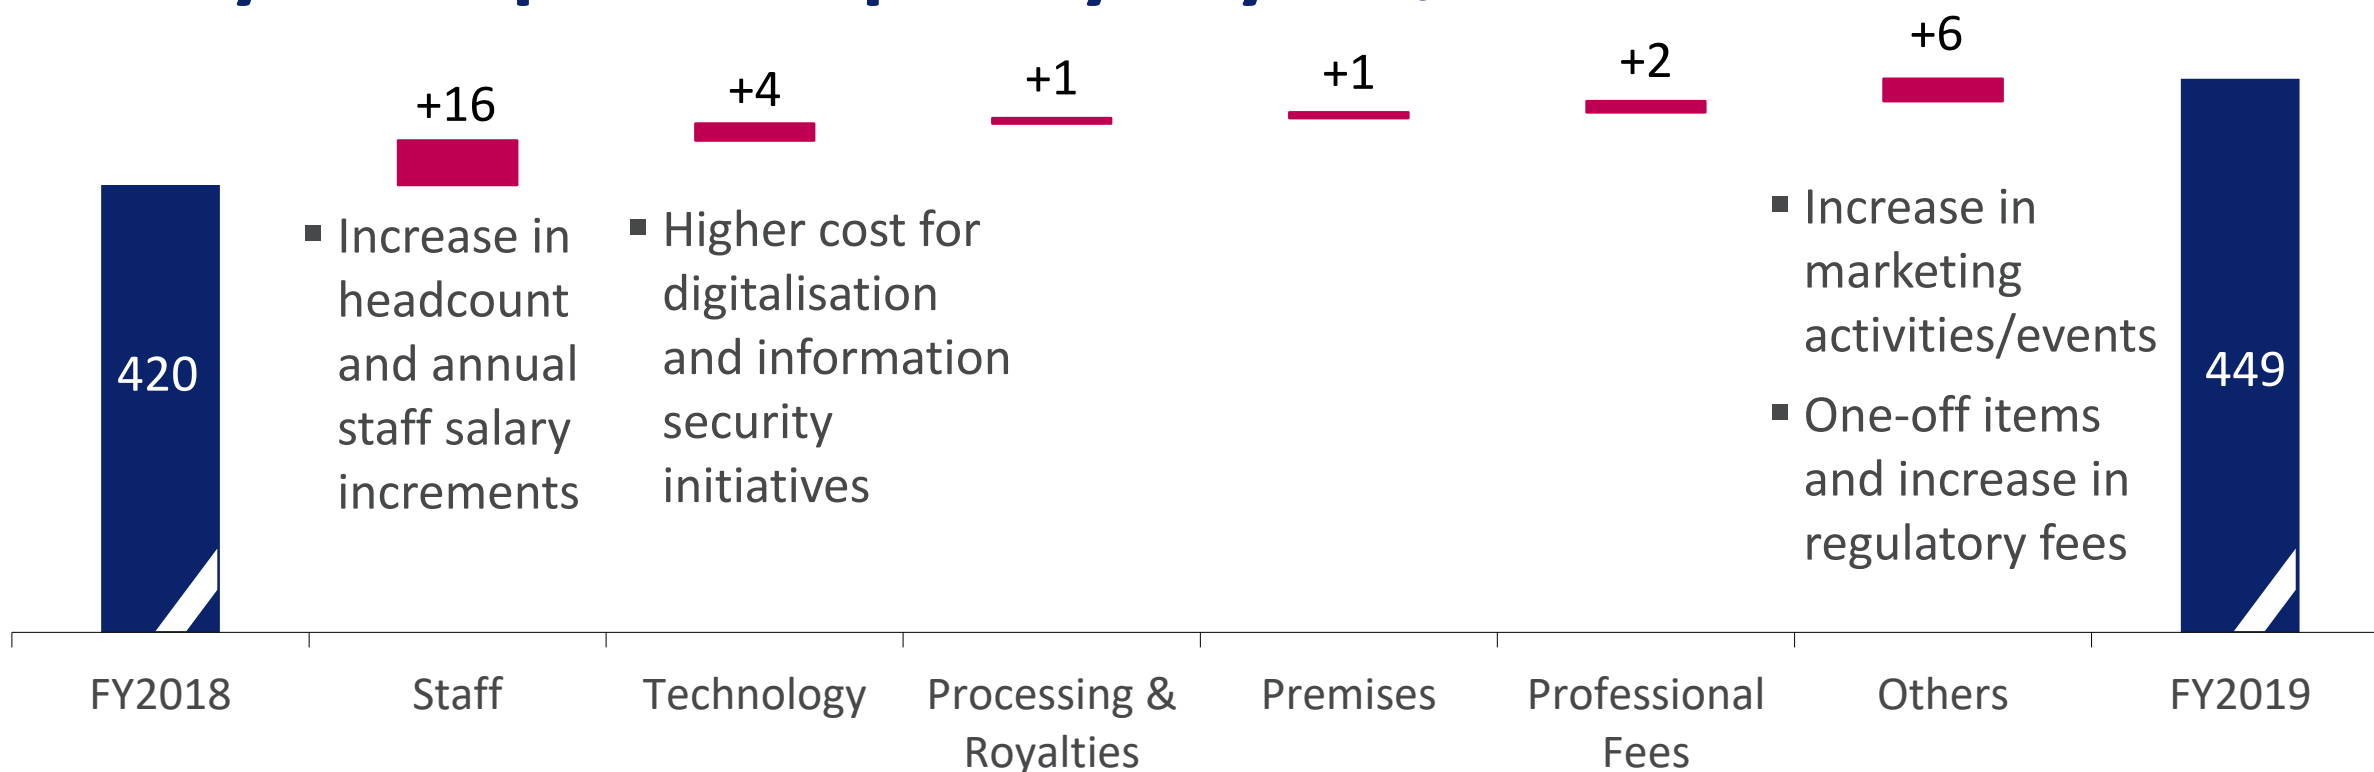 +16
+4
+1
+1
+2
+6
420
▪ Increase in
headcount
and annual
staff salary
increments
▪ Higher cost for
digitalisation
and information
security
initiatives
▪ Increase in
marketing
activities/events
▪ One-off items
and increase in
regulatory fees
449
FY2018
Staff
Technology
Processing &
Royalties
Premises
Professional
Fees
Others
FY2019